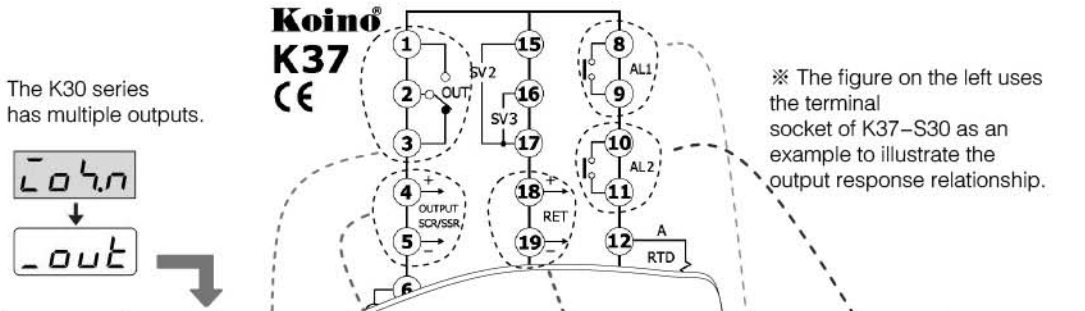 The K30 series
has multiple outputs.
_out
Koino®
K37
CE
1
2
3
OUT
4
+
OUTPUT
SCR/SSR
5
−
6
15
SV2
16
SV3
17
18
+
RET
19
−
8
AL1
9
10
AL2
11
12
A
RTD
※ The figure on the left uses
the terminal
socket of K37–S30 as an
example to illustrate the
output response relationship.